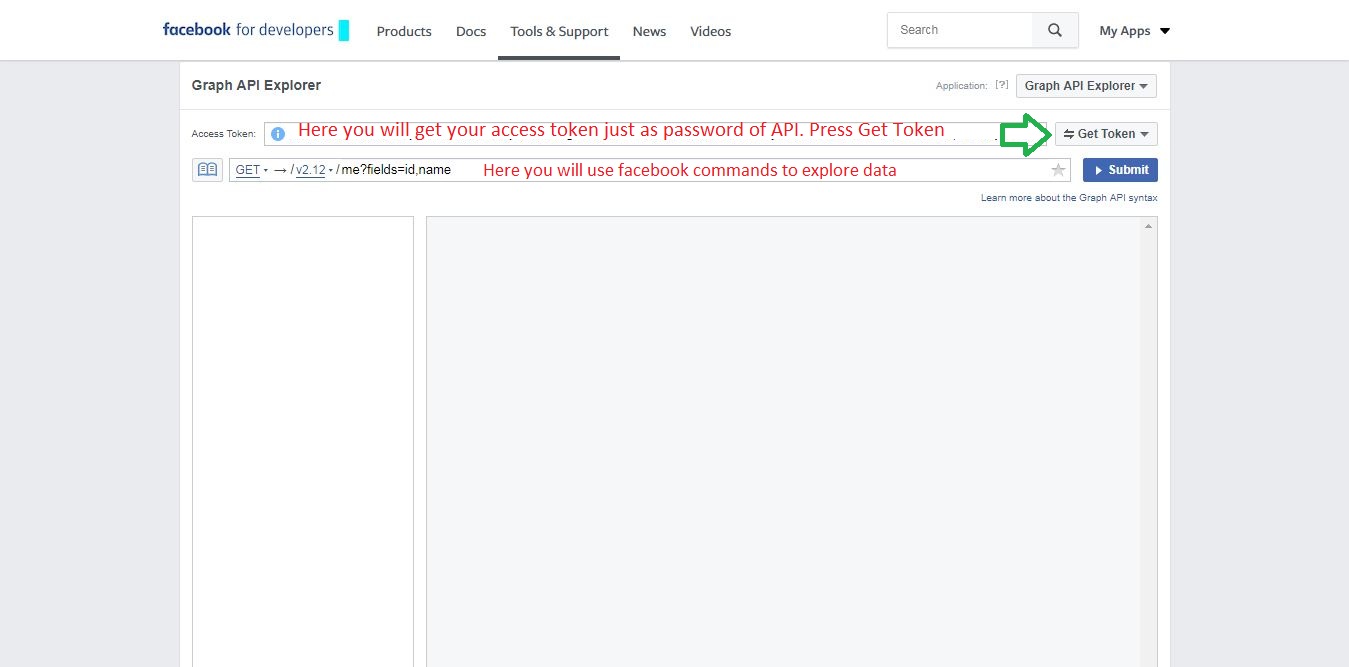 facebook for developers Products Docs Tools & Support News Videos Search My Apps
Graph API Explorer Application: [?] Graph API Explorer
Access Token: i Here you will get your access token just as password of API. Press Get Token Get Token
GET → / v2.12 / me?fields=id,name Here you will use facebook commands to explore data Submit
Learn more about the Graph API syntax